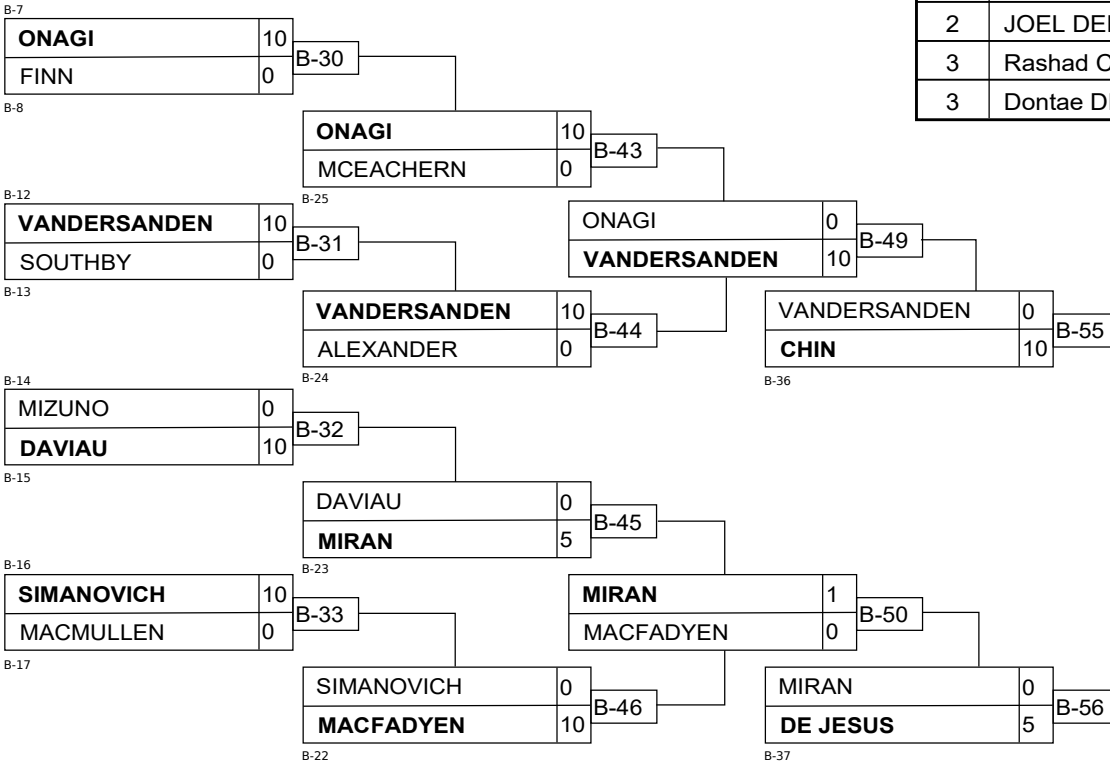 B-7
ONAGI 10
FINN 0
B-30
B-8
2 JOEL
3 Rashad
3 Dontae
ONAGI 10
MCEACHERN 0
B-43
B-25
B-12
VANDERSANDEN 10
SOUTHBY 0
B-31
B-13
ONAGI 0
VANDERSANDEN 10
B-49
VANDERSANDEN 10
ALEXANDER 0
B-44
B-24
VANDERSANDEN 0
CHIN 10
B-55
B-36
B-14
MIZUNO 0
DAVIAU 10
B-32
B-15
DAVIAU 0
MIRAN 5
B-45
B-23
B-16
SIMANOVICH 10
MACMULLEN 0
B-33
B-17
MIRAN 1
MACFADYEN 0
B-50
SIMANOVICH 0
MACFADYEN 10
B-46
B-22
MIRAN 0
DE JESUS 5
B-56
B-37